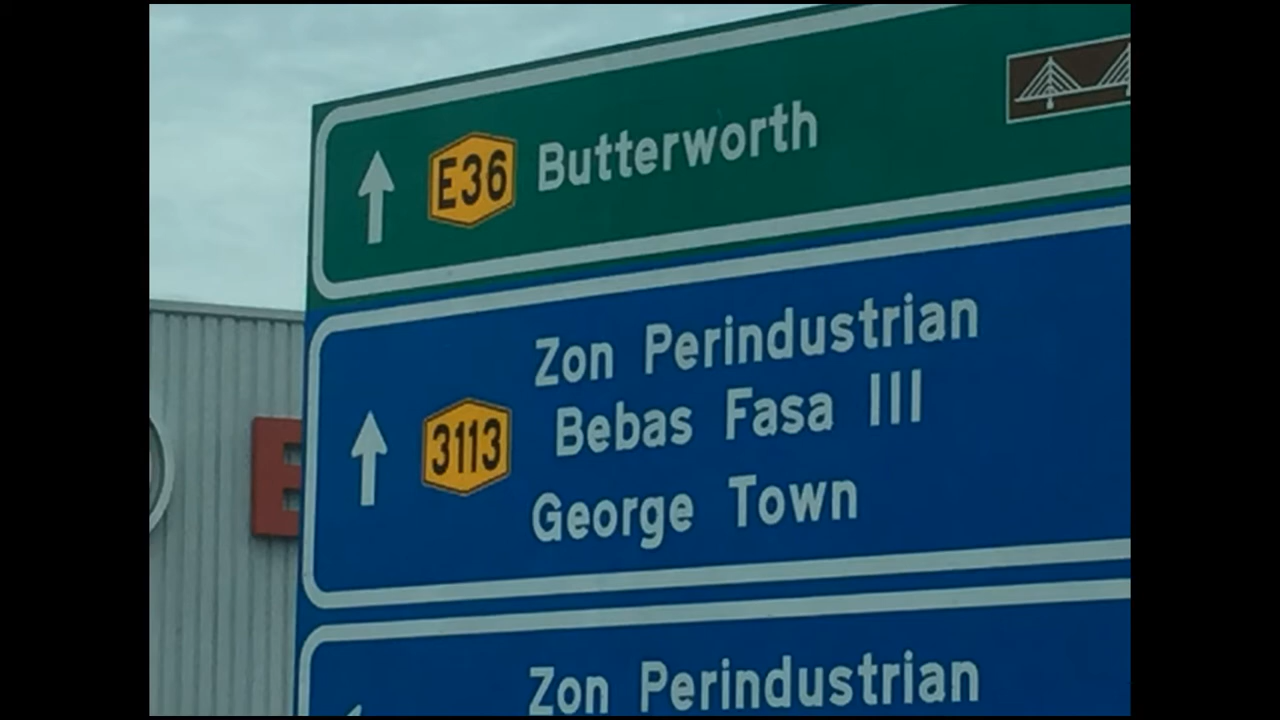 E36 Butterworth
3113
Zon Perindustrian
Bebas Fasa III
George Town
Zon Perindustrian
E